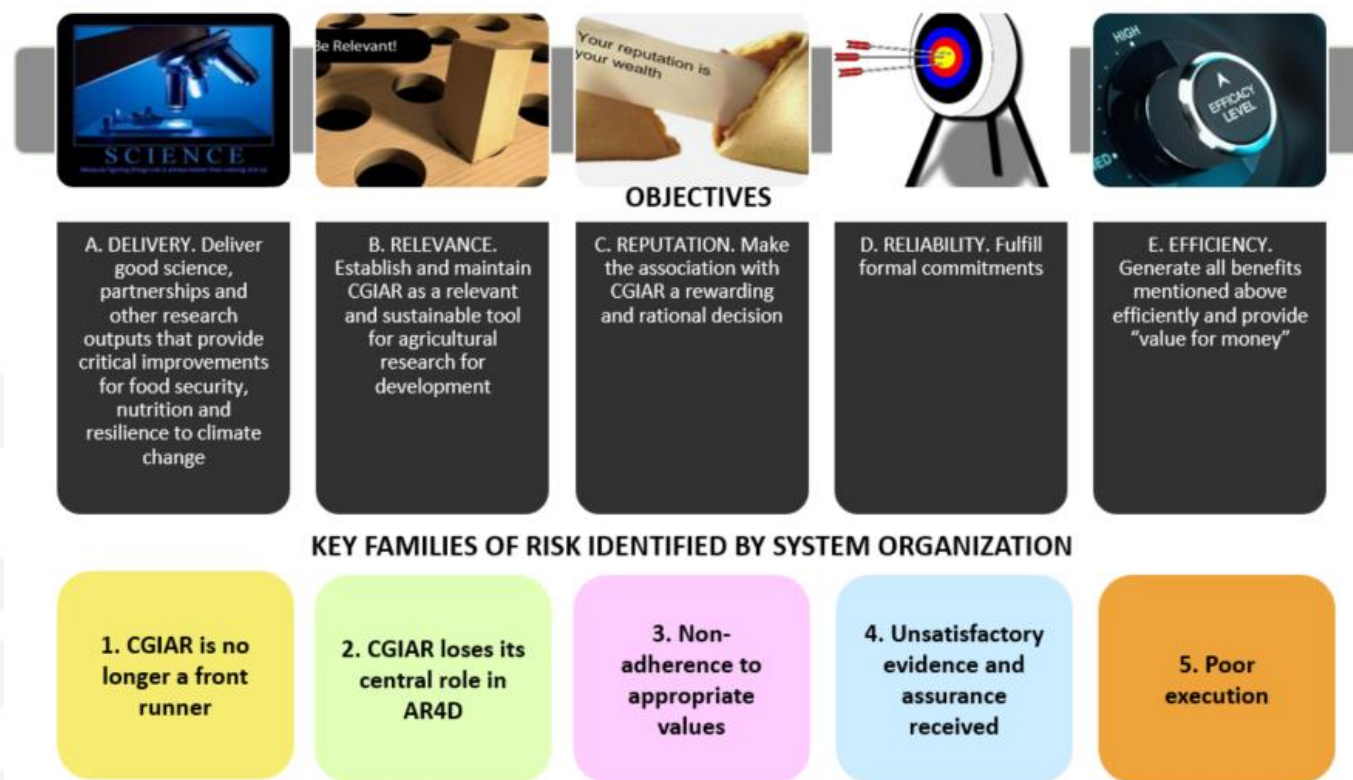 SCIENCE
Be Relevant!
Your reputation is
your wealth
HIGH
EFFICACY
LEVEL
OBJECTIVES
A. DELIVERY. Deliver
good science,
partnerships and
other research
outputs that provide
critical improvements
for food security,
nutrition and
resilience to climate
change
B. RELEVANCE.
Establish and maintain
CGIAR as a relevant
and sustainable tool
for agricultural
research for
development
C. REPUTATION. Make
the association with
CGIAR a rewarding
and rational decision
D. RELIABILITY. Fulfill
formal commitments
E. EFFICIENCY.
Generate all benefits
mentioned above
efficiently and provide
“value for money”
KEY FAMILIES OF RISK IDENTIFIED BY SYSTEM ORGANIZATION
1. CGIAR is no
longer a front
runner
2. CGIAR loses its
central role in
AR4D
3. Non-
adherence to
appropriate
values
4. Unsatisfactory
evidence and
assurance
received
5. Poor
execution